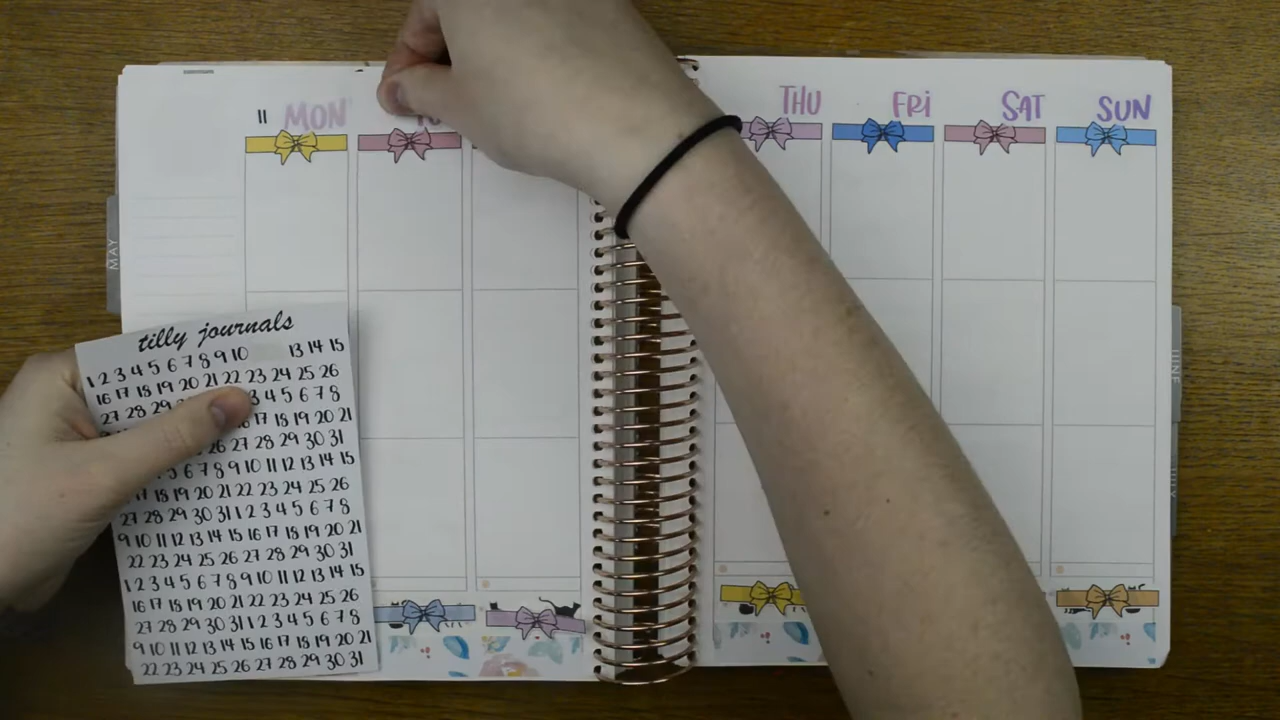 11 MON THU FRI SAT SUN
MAY
tilly journals
1 2 3 4 5 6 7 8 9 10 13 14 15
16 17 18 19 20 21 22 23 24 25 26
27 28 29 3 4 5 6 7 8
17 18 19 20 21
26 27 28 29 30 31
5 6 7 8 9 10 11 12 13 14 15
17 18 19 20 21 22 23 24 25 26
27 28 29 30 31 1 2 3 4 5 6 7 8
9 10 11 12 13 14 15 16 17 18 19 20 21
22 23 24 25 26 27 28 29 30 31
1 2 3 4 5 6 7 8 9 10 11 12 13 14 15
16 17 18 19 20 21 22 23 24 25 26
27 28 29 30 31 1 2 3 4 5 6 7 8
9 10 11 12 13 14 15 16 17 18 19 20 21
22 23 24 25 26 27 28 29 30 31
JUNE
JULY